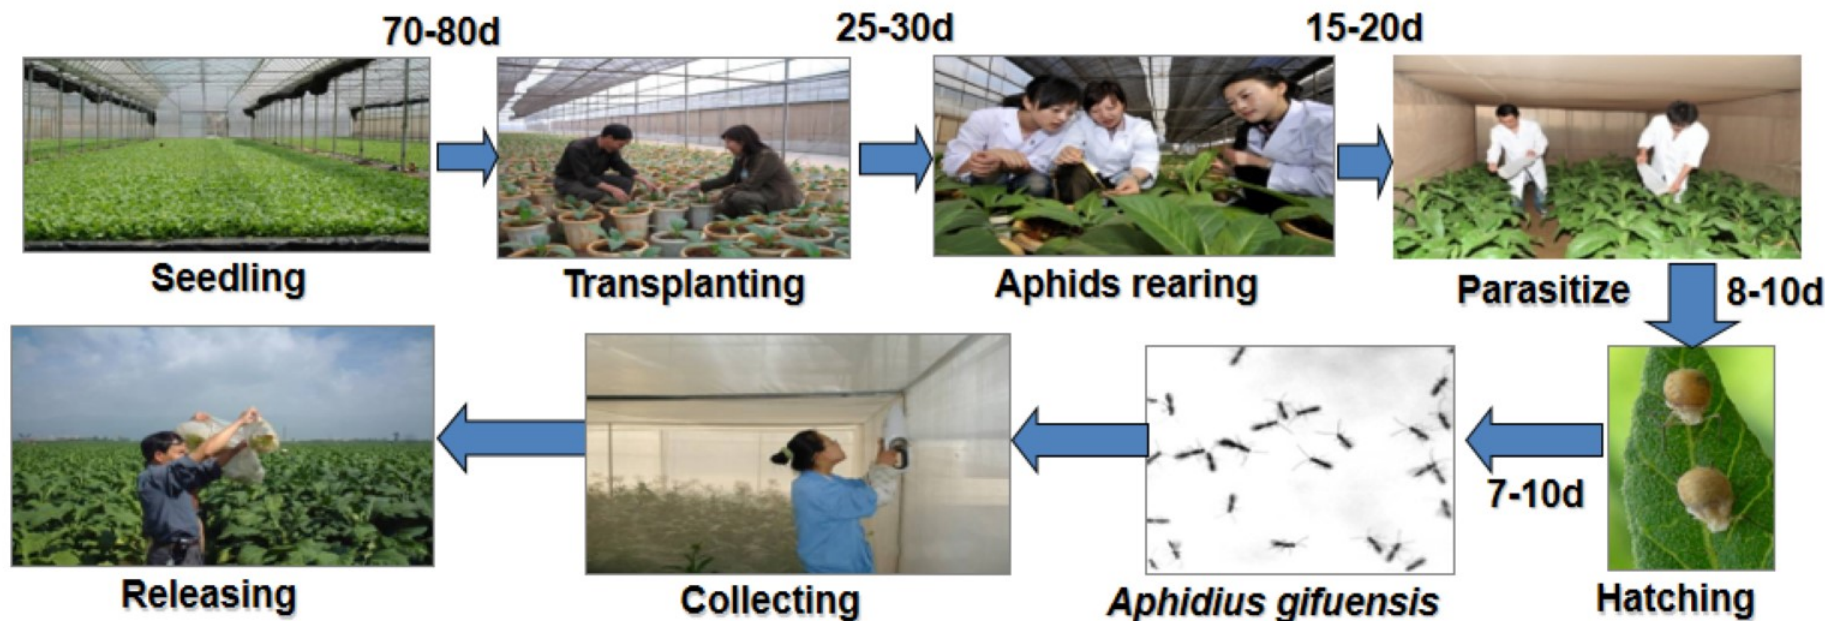 70-80d
25-30d
15-20d
Seedling
Transplanting
Aphids rearing
Parasitize
8-10d
7-10d
Releasing
Collecting
Aphidius gifuensis
Hatching